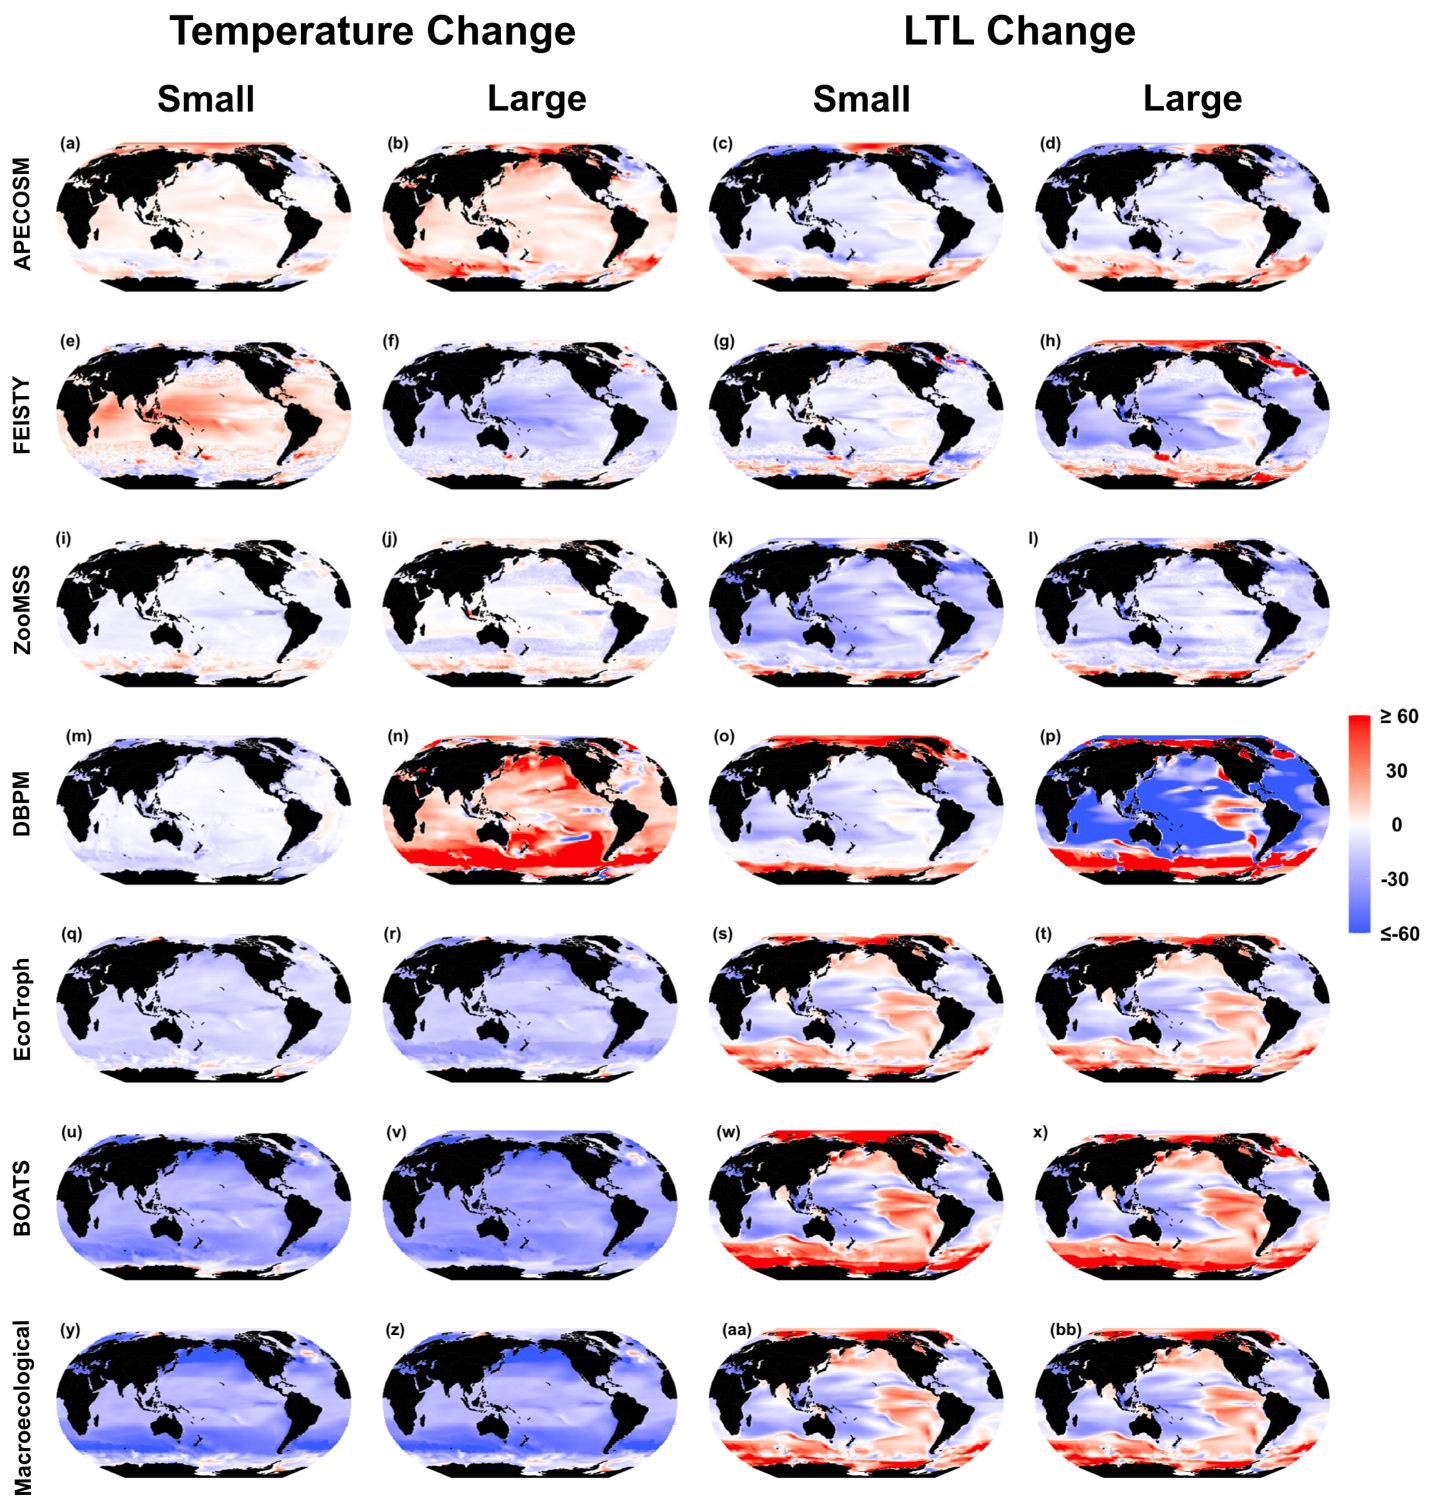 Temperature Change
LTL Change
Small
Large
Small
Large
APECOSM
(a)
(b)
(c)
(d)
FEISTY
(e)
(f)
(g)
(h)
ZooMSS
(i)
(j)
(k)
l)
DBPM
(m)
(n)
(o)
(p)
≥ 60
30
0
-30
≤-60
EcoTroph
(q)
(r)
(s)
(t)
BOATS
(u)
(v)
(w)
x)
Macroecological
(y)
(z)
(aa)
(bb)